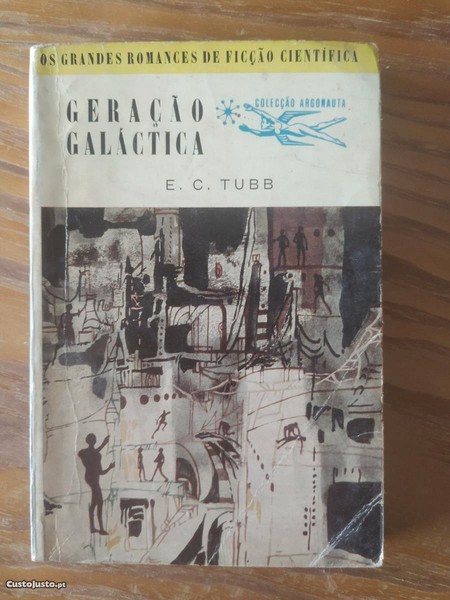 OS GRANDES ROMANCES DE FICÇÃO CIENTÍFICA
GERAÇÃO
GALÁCTICA
COLECÇÃO ARGONAUTA
E. C. TUBB
CustoJusto.pt